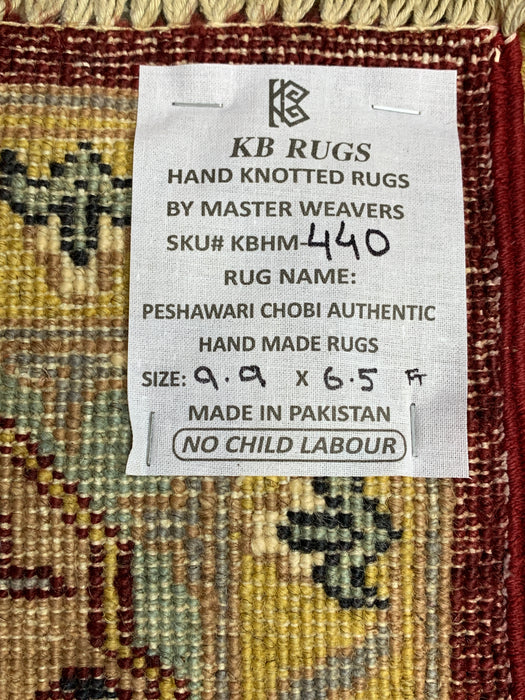 KB
KB RUGS
HAND KNOTTED RUGS
BY MASTER WEAVERS
SKU# KBHM-440
RUG NAME:
PESHAWARI CHOBI AUTHENTIC
HAND MADE RUGS
SIZE: 9.9 X 6.5 FT
MADE IN PAKISTAN
NO CHILD LABOUR